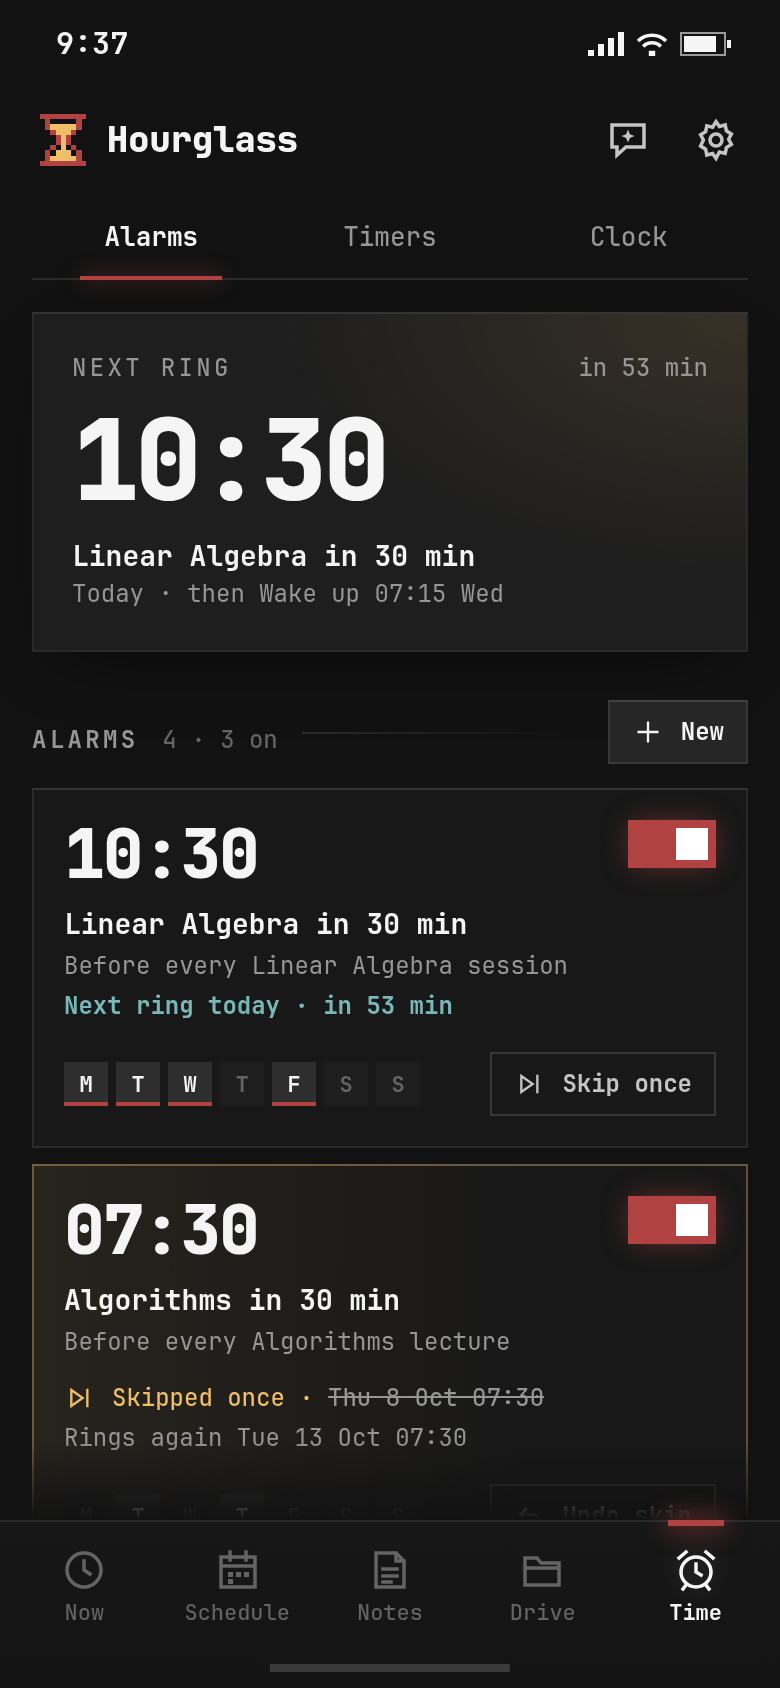 9:37
Hourglass
Alarms Timers Clock
NEXT RING in 53 min
10:30
Linear Algebra in 30 min
Today · then Wake up 07:15 Wed
ALARMS 4 · 3 on
New
10:30
Linear Algebra in 30 min
Before every Linear Algebra session
Next ring today · in 53 min
M T W T F S S
Skip once
07:30
Algorithms in 30 min
Before every Algorithms lecture
Skipped once · Thu 8 Oct 07:30
Rings again Tue 13 Oct 07:30
M T W T F S S
Undo skip
Now Schedule Notes Drive Time